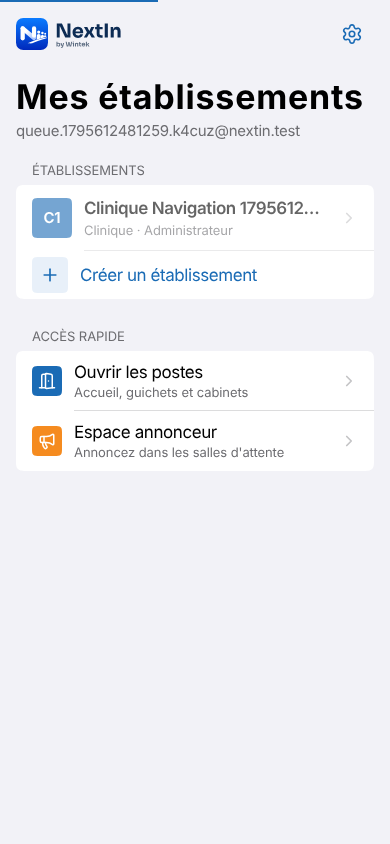 NextIn
by Wintek
Mes établissements
queue.1795612481259.k4cuz@nextin.test
ÉTABLISSEMENTS
C1
Clinique Navigation 1795612...
Clinique · Administrateur
Créer un établissement
ACCÈS RAPIDE
Ouvrir les postes
Accueil, guichets et cabinets
Espace annonceur
Annoncez dans les salles d'attente